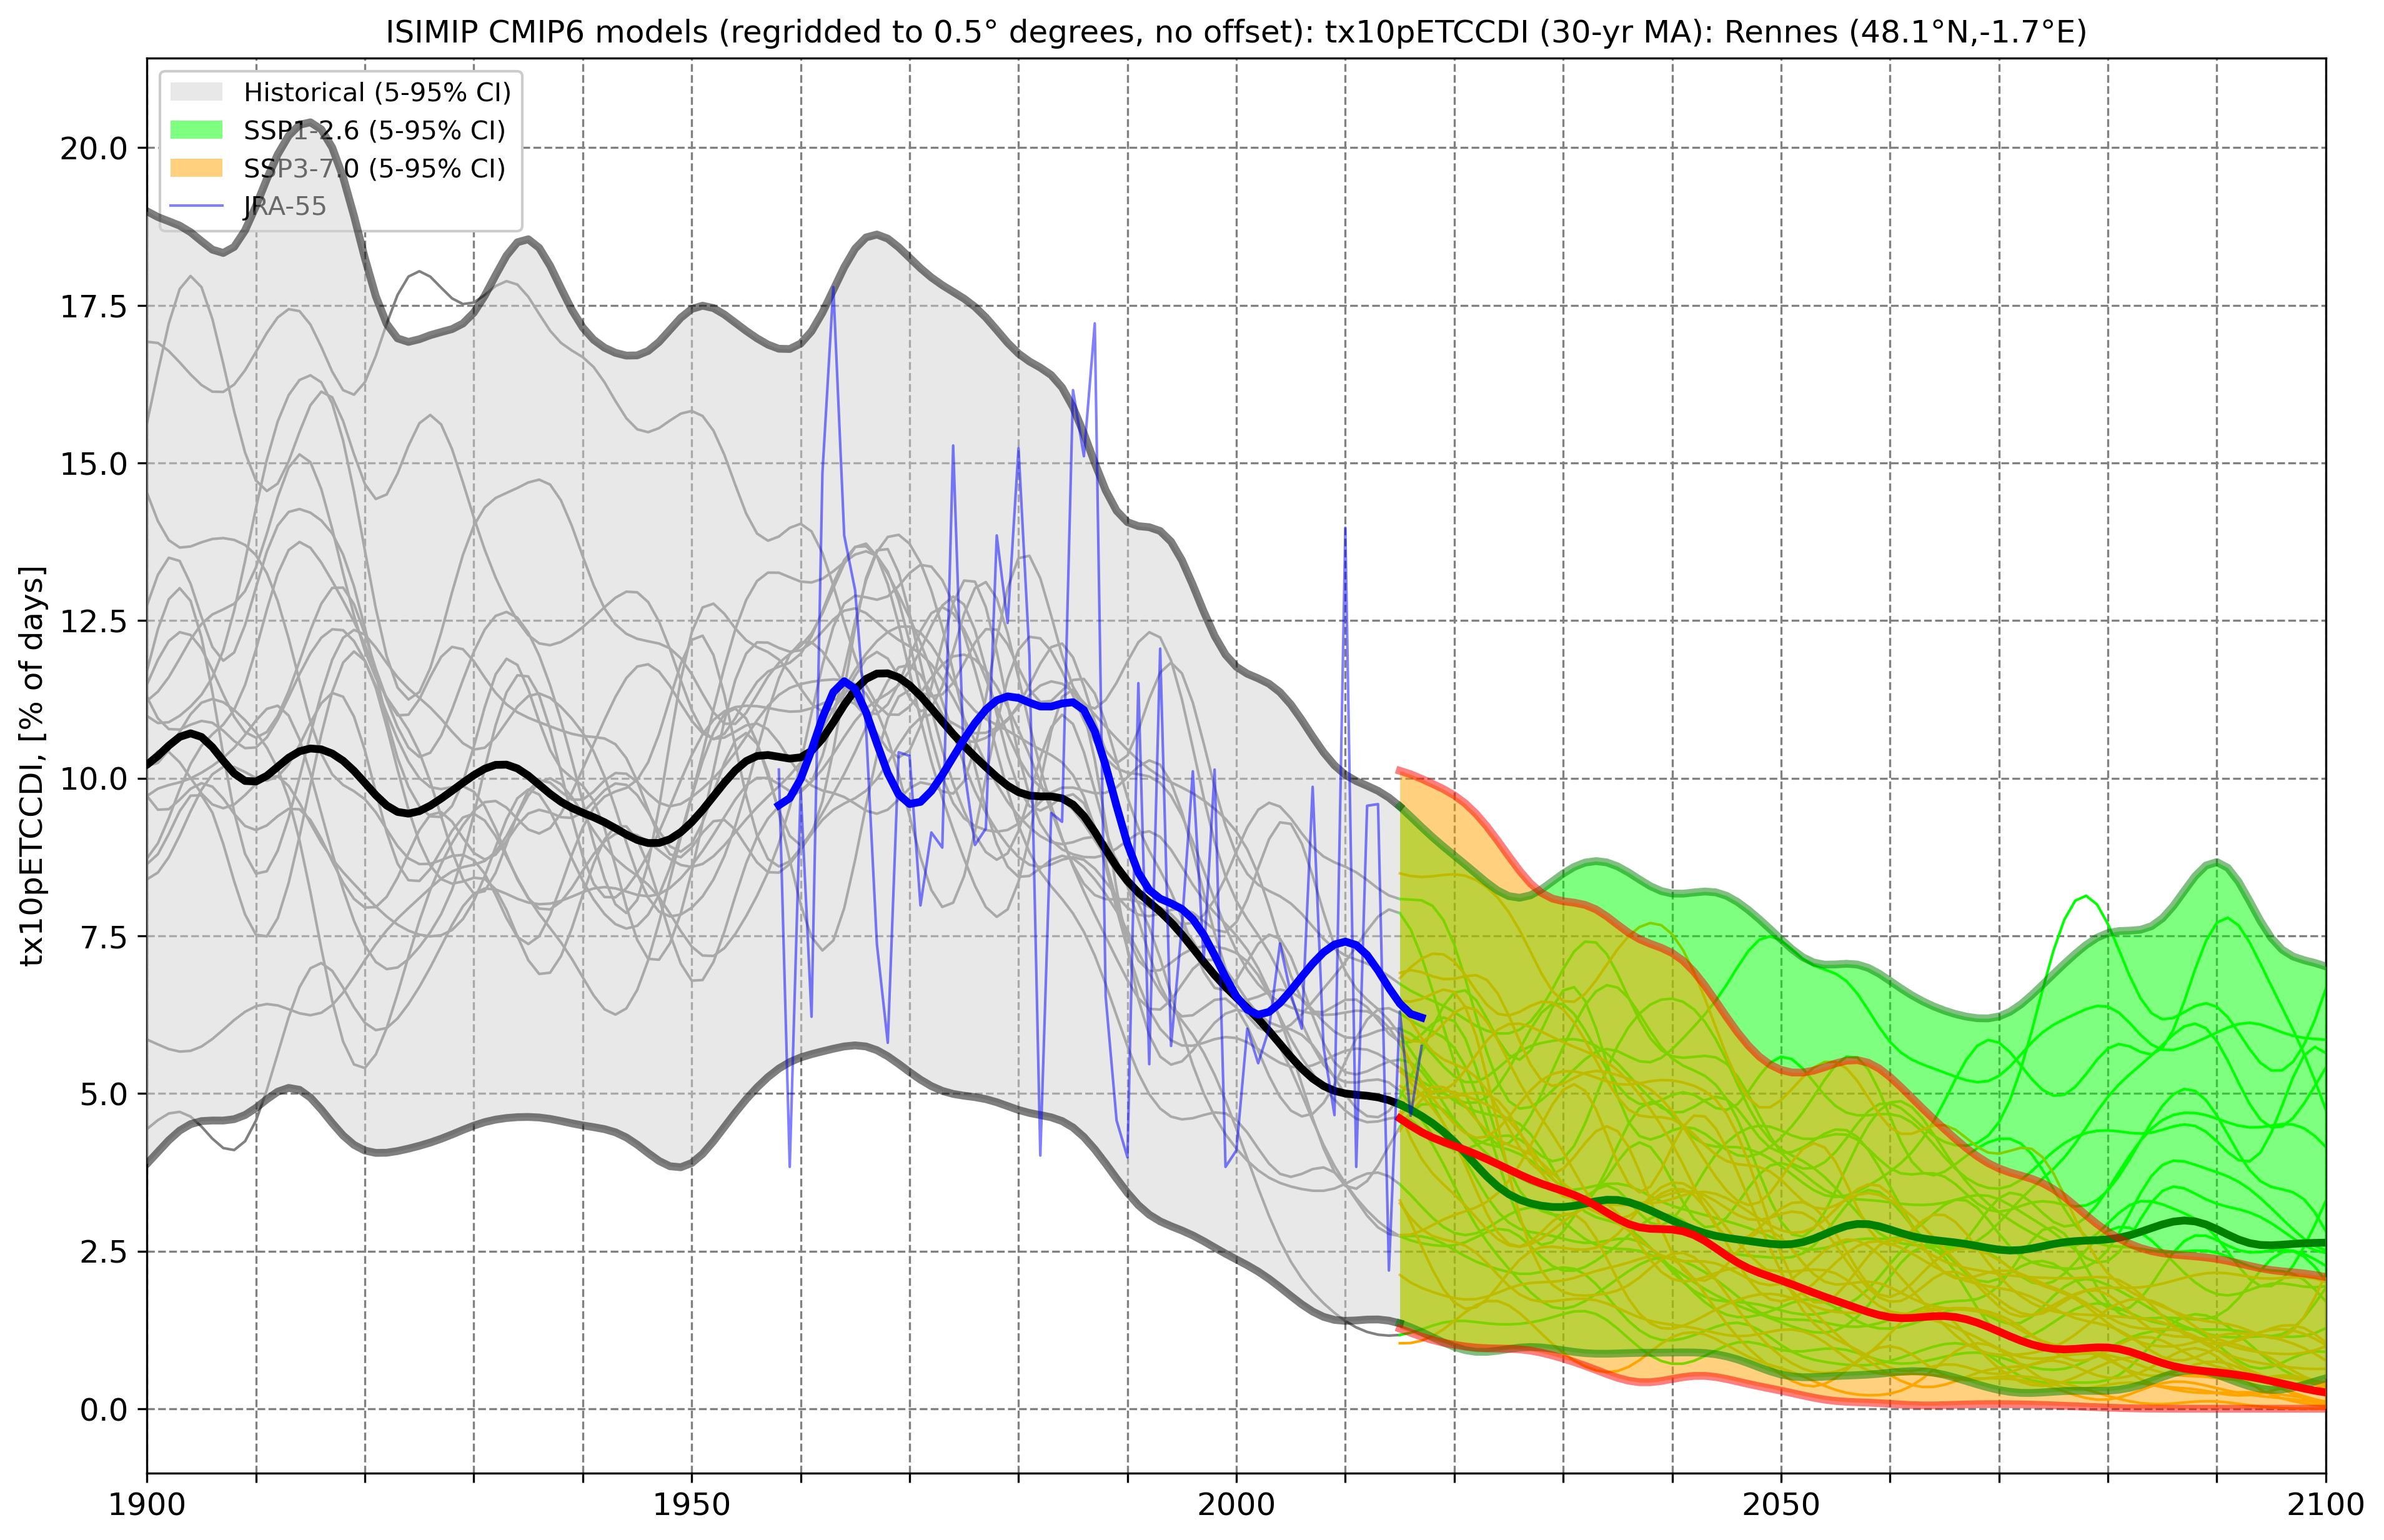 ISIMIP CMIP6 models (regridded to 0.5° degrees, no offset): tx10pETCCDI (30-yr MA): Rennes (48.1°N,-1.7°E)
Historical (5-95% CI)
SSP1-2.6 (5-95% CI)
SSP3-7.0 (5-95% CI)
JRA-55
tx10pETCCDI, [% of days]
20.0
17.5
15.0
12.5
10.0
7.5
5.0
2.5
0.0
1900 1950 2000 2050 2100